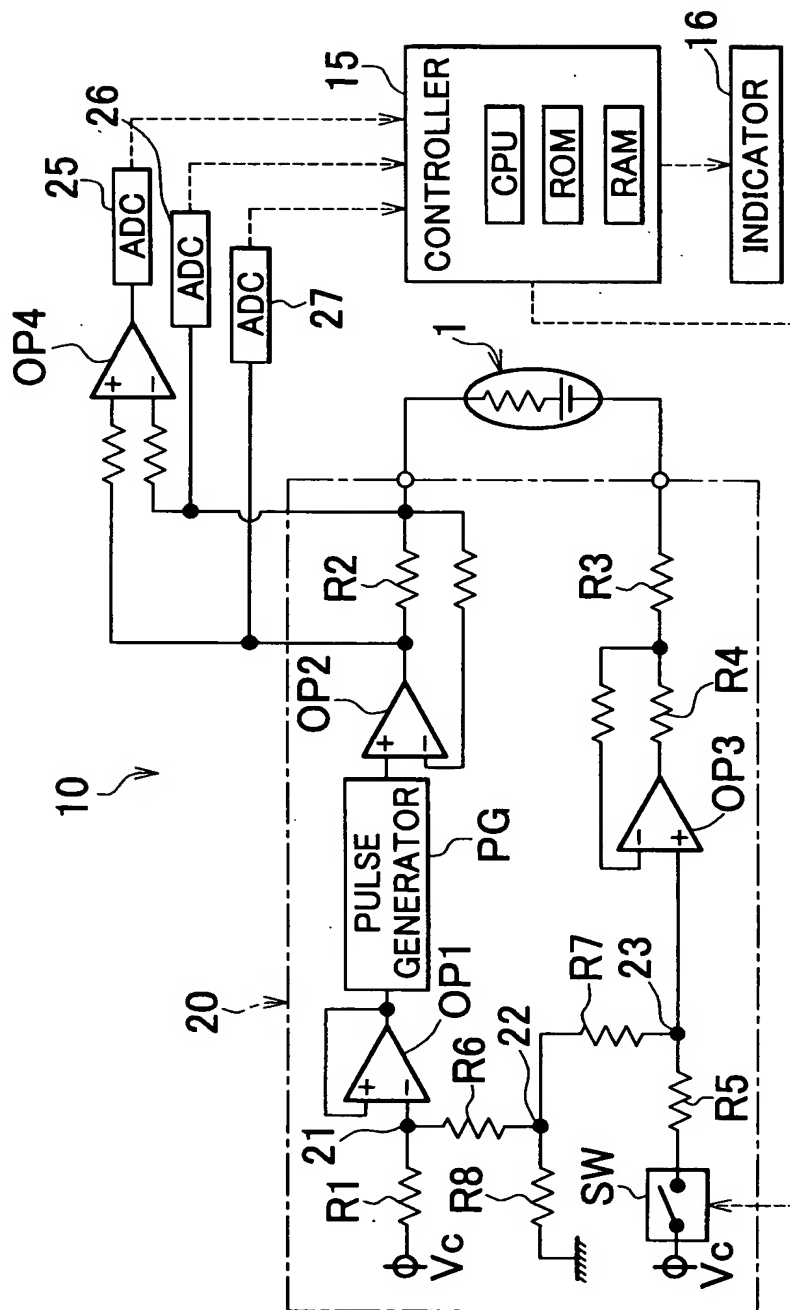 10
20
OP4
+
−
25
ADC
26
ADC
ADC
27
15
CONTROLLER
CPU
ROM
RAM
16
INDICATOR
1
R2
OP2
+
−
PULSE
GENERATOR
PG
OP1
+
−
21
R1
Vc
R6
22
R8
R7
23
R5
SW
Vc
OP3
−
+
R4
R3